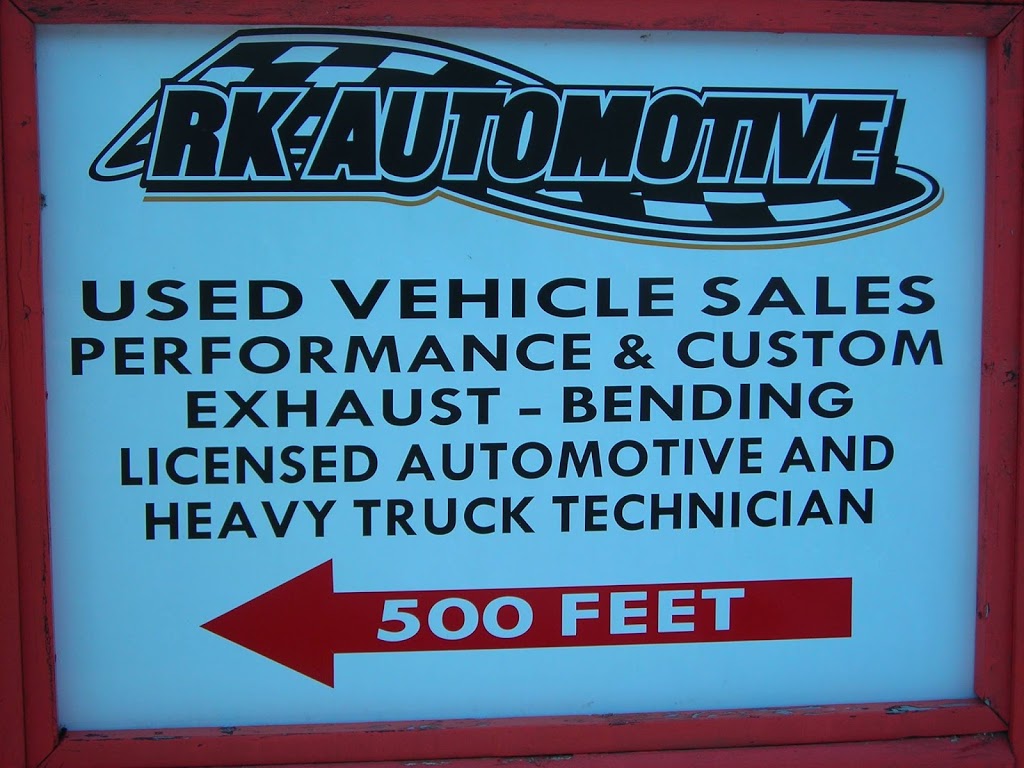 RK AUTOMOTIVE
USED VEHICLE SALES
PERFORMANCE & CUSTOM
EXHAUST - BENDING
LICENSED AUTOMOTIVE AND
HEAVY TRUCK TECHNICIAN
500 FEET